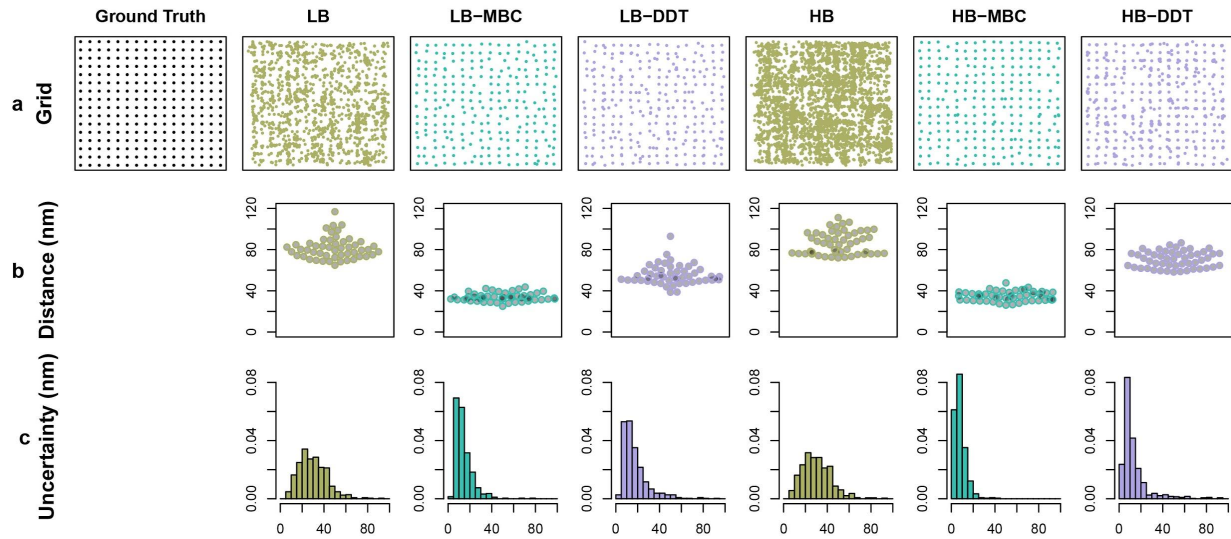 Ground Truth LB LB−MBC LB−DDT HB HB−MBC HB−DDT
a Grid
b Distance (nm)
120 120 120 120 120 120
80 80 80 80 80 80
40 40 40 40 40 40
0 0 0 0 0 0
c Uncertainty (nm)
0.08 0.08 0.08 0.08 0.08 0.08
0.04 0.04 0.04 0.04 0.04 0.04
0.00 0.00 0.00 0.00 0.00 0.00
0 40 80 0 40 80 0 40 80 0 40 80 0 40 80 0 40 80